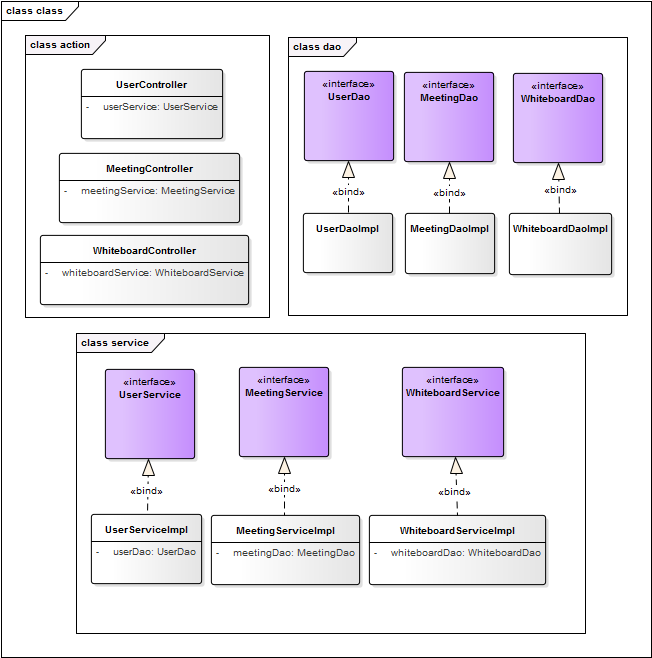 class class
class action
UserController
- userService: UserService
MeetingController
- meetingService: MeetingService
WhiteboardController
- whiteboardService: WhiteboardService
class dao
«interface»
UserDao
«interface»
MeetingDao
«interface»
WhiteboardDao
«bind»
«bind»
«bind»
UserDaoImpl
MeetingDaoImpl
WhiteboardDaoImpl
class service
«interface»
UserService
«interface»
MeetingService
«interface»
WhiteboardService
«bind»
«bind»
«bind»
UserServiceImpl
- userDao: UserDao
MeetingServiceImpl
- meetingDao: MeetingDao
WhiteboardServiceImpl
- whiteboardDao: WhiteboardDao